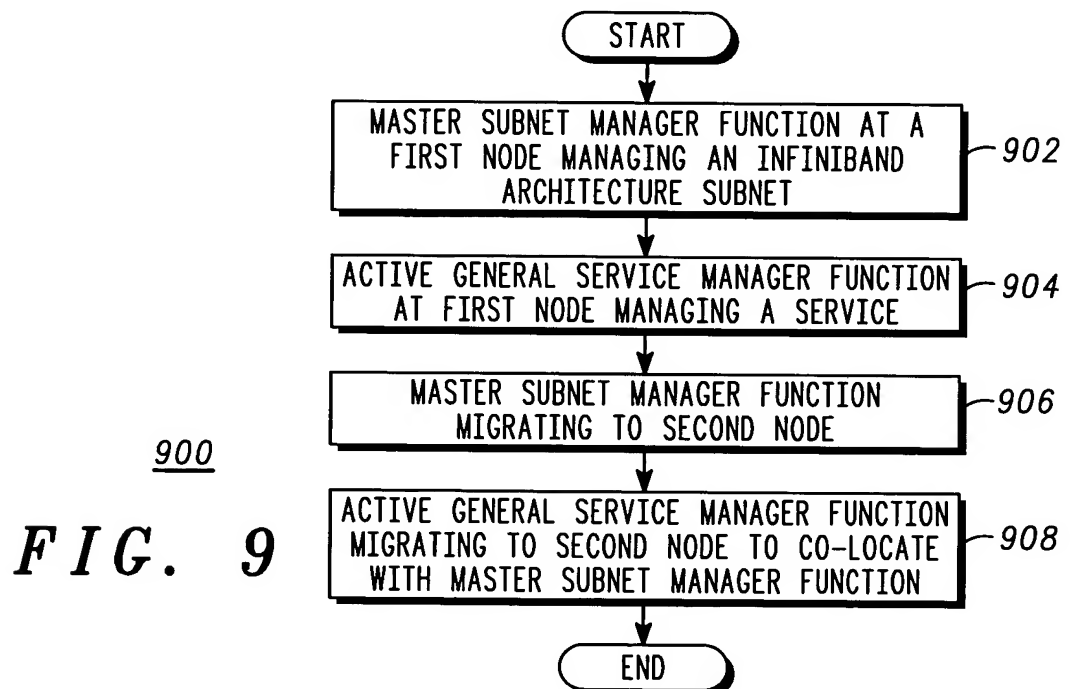 START
MASTER SUBNET MANAGER FUNCTION AT A
FIRST NODE MANAGING AN INFINIBAND
ARCHITECTURE SUBNET
902
ACTIVE GENERAL SERVICE MANAGER FUNCTION
AT FIRST NODE MANAGING A SERVICE
904
MASTER SUBNET MANAGER FUNCTION
MIGRATING TO SECOND NODE
906
ACTIVE GENERAL SERVICE MANAGER FUNCTION
MIGRATING TO SECOND NODE TO CO-LOCATE
WITH MASTER SUBNET MANAGER FUNCTION
908
END
900
FIG. 9